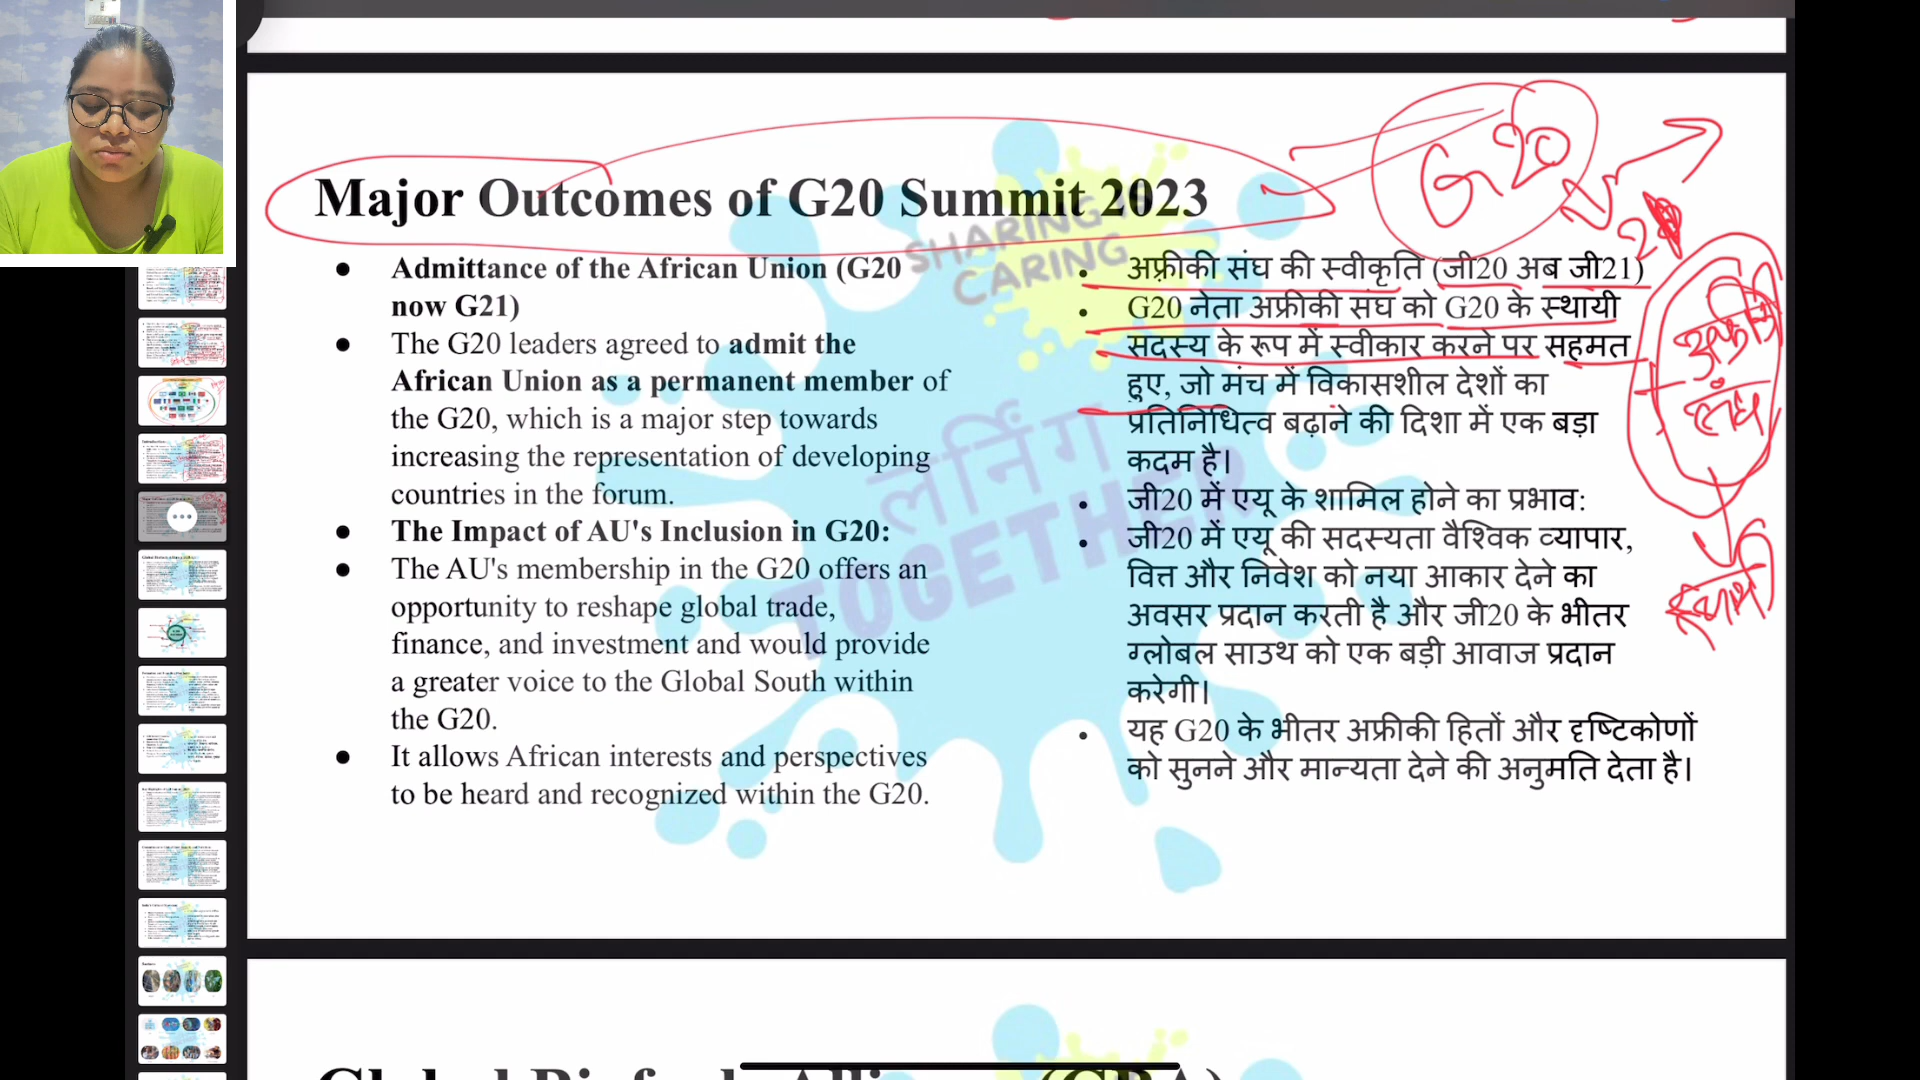 Major Outcomes of G20 Summit 2023
G20
SHARING IS
CARING
● Admittance of the African Union (G20
now G21)
● The G20 leaders agreed to admit the
African Union as a permanent member of
the G20, which is a major step towards
increasing the representation of developing
countries in the forum.
● The Impact of AU's Inclusion in G20:
● The AU's membership in the G20 offers an
opportunity to reshape global trade,
finance, and investment and would provide
a greater voice to the Global South within
the G20.
● It allows African interests and perspectives
to be heard and recognized within the G20.
• अफ़्रीकी संघ की स्वीकृति (जी20 अब जी21)
• G20 नेता अफ्रीकी संघ को G20 के स्थायी
सदस्य के रूप में स्वीकार करने पर सहमत
हुए, जो मंच में विकासशील देशों का
प्रतिनिधित्व बढ़ाने की दिशा में एक बड़ा
कदम है।
• जी20 में एयू के शामिल होने का प्रभाव:
• जी20 में एयू की सदस्यता वैश्विक व्यापार,
वित्त और निवेश को नया आकार देने का
अवसर प्रदान करती है और जी20 के भीतर
ग्लोबल साउथ को एक बड़ी आवाज प्रदान
करेगी।
• यह G20 के भीतर अफ्रीकी हितों और दृष्टिकोणों
को सुनने और मान्यता देने की अनुमति देता है।
संघ
लर्निंग
TOGETHER